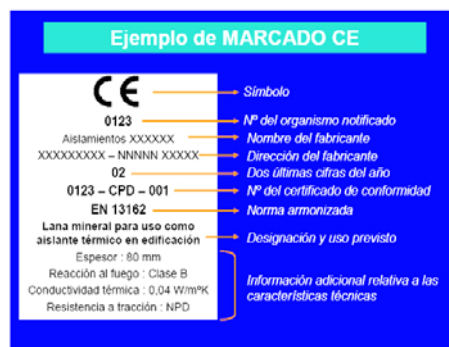 Ejemplo de MARCADO CE
CE
Símbolo
0123
Nº del organismo notificado
Aislamientos XXXXXX
Nombre del fabricante
XXXXXXXXX – NNNNN XXXXX
Dirección del fabricante
02
Dos últimas cifras del año
0123 – CPD – 001
Nº del certificado de conformidad
EN 13162
Norma armonizada
Lana mineral para uso como
aislante térmico en edificación
Designación y uso previsto
Espesor : 80 mm
Reacción al fuego : Clase B
Conductividad térmica : 0,04 W/mºK
Resistencia a tracción : NPD
Información adicional relativa a las
características técnicas